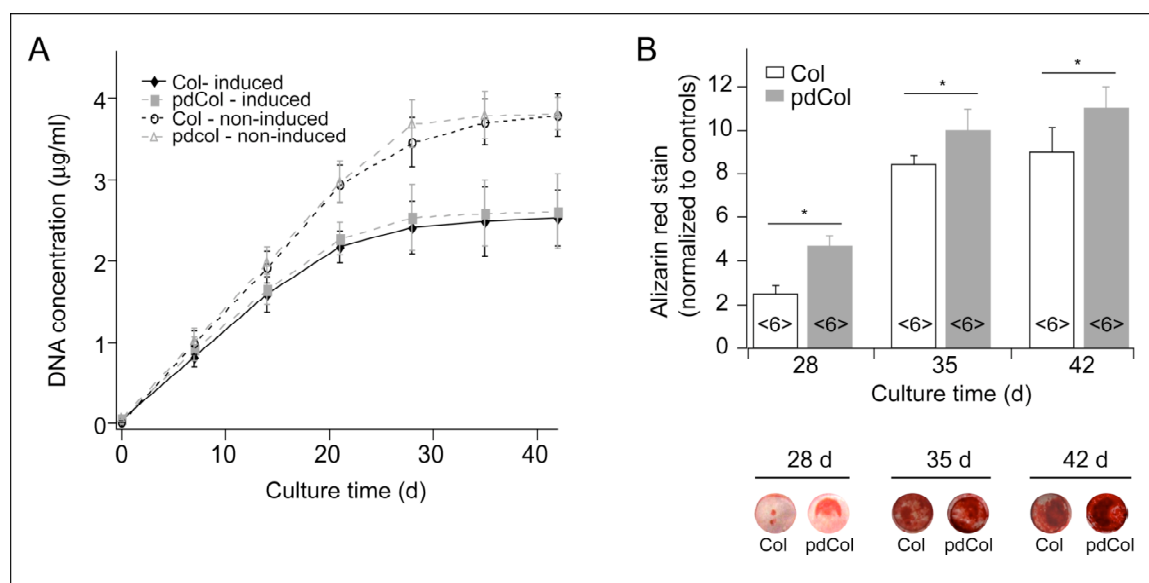 A
DNA concentration (μg/ml)
4
3
2
1
0
Col- induced
pdCol - induced
Col - non-induced
pdcol - non-induced
0 10 20 30 40
Culture time (d)
B
Alizarin red stain
(normalized to controls)
12
10
8
6
4
2
0
Col
pdCol
* * *
<6> <6> <6> <6> <6> <6>
28 35 42
Culture time (d)
28 d 35 d 42 d
Col pdCol Col pdCol Col pdCol